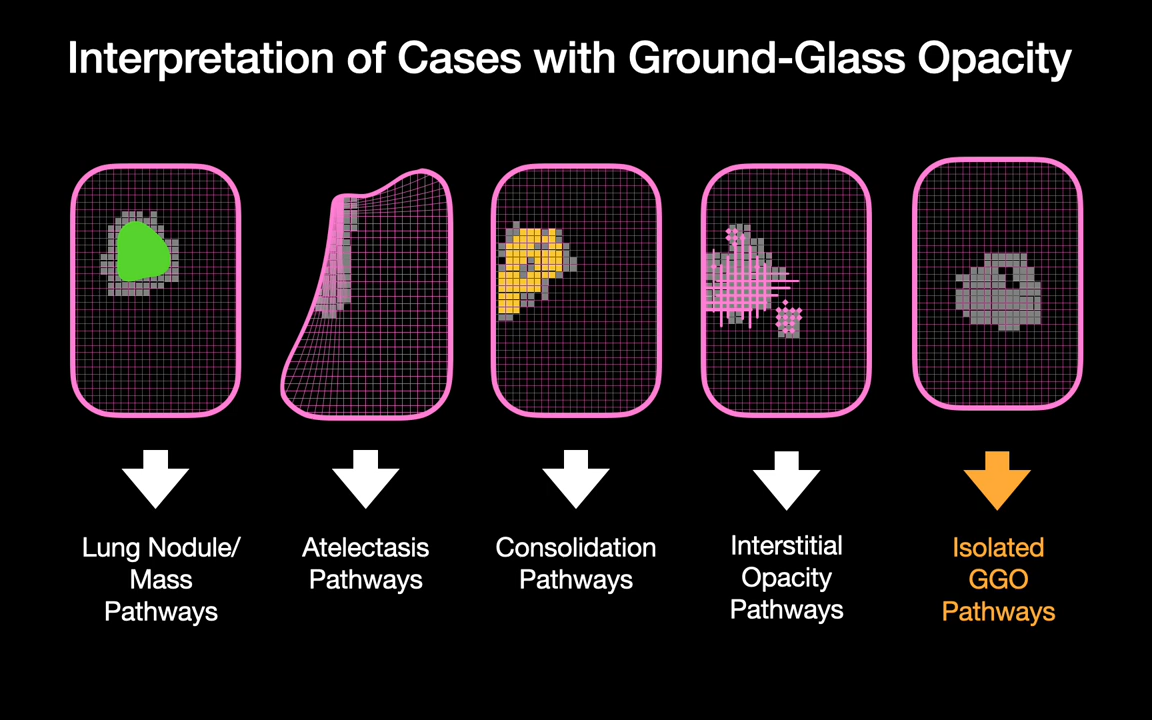 Interpretation of Cases with Ground-Glass Opacity
Lung Nodule/
Mass
Pathways
Atelectasis
Pathways
Consolidation
Pathways
Interstitial
Opacity
Pathways
Isolated
GGO
Pathways